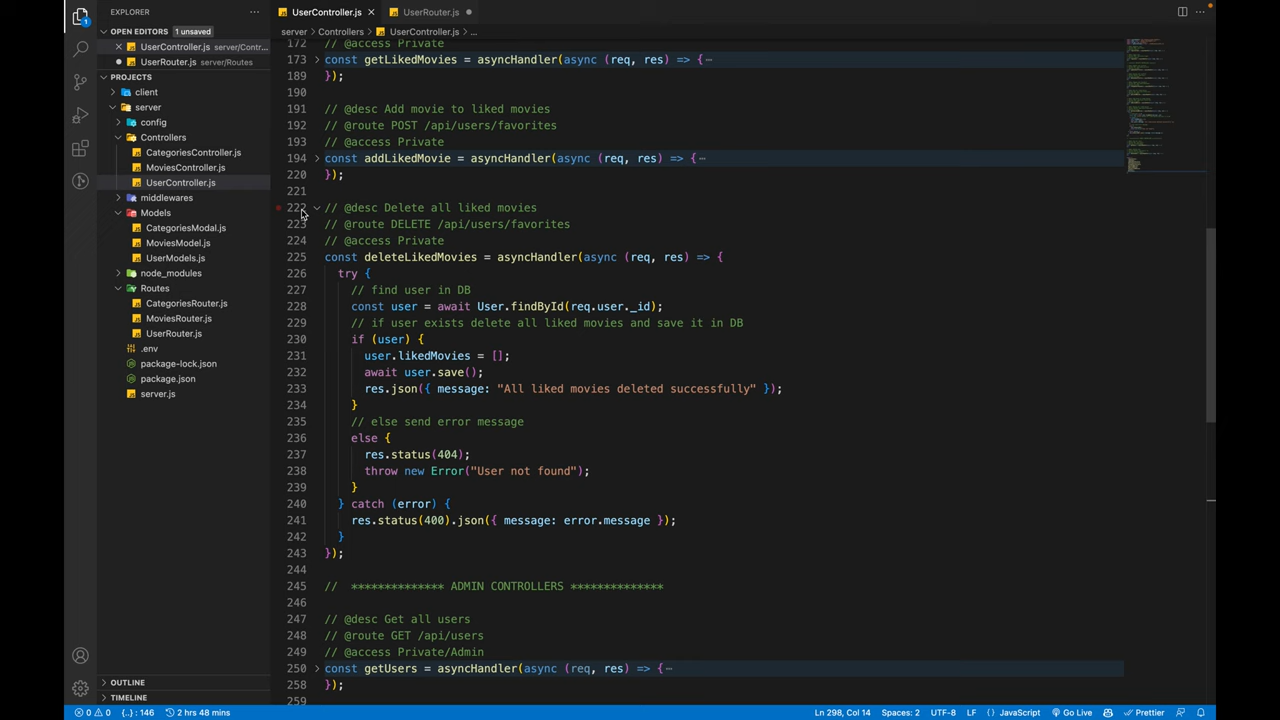 EXPLORER
UserController.js
UserRouter.js
OPEN EDITORS 1 unsaved
server > Controllers > UserController.js > ...
UserController.js server/Contr...
UserRouter.js server/Routes
PROJECTS
client
server
config
Controllers
CategoriesController.js
MoviesController.js
UserController.js
middlewares
Models
CategoriesModal.js
MoviesModel.js
UserModels.js
node_modules
Routes
CategoriesRouter.js
MoviesRouter.js
UserRouter.js
.env
package-lock.json
package.json
server.js
OUTLINE
TIMELINE
172 // @access Private
173 const getLikedMovies = asyncHandler(async (req, res) => {
189 });
190
191 // @desc Add movie to liked movies
192 // @route POST /api/users/favorites
193 // @access Private
194 const addLikedMovie = asyncHandler(async (req, res) => {
220 });
221
222 // @desc Delete all liked movies
223 // @route DELETE /api/users/favorites
224 // @access Private
225 const deleteLikedMovies = asyncHandler(async (req, res) => {
226 try {
227 // find user in DB
228 const user = await User.findById(req.user._id);
229 // if user exists delete all liked movies and save it in DB
230 if (user) {
231 user.likedMovies = [];
232 await user.save();
233 res.json({ message: "All liked movies deleted successfully" });
234 }
235 // else send error message
236 else {
237 res.status(404);
238 throw new Error("User not found");
239 }
240 } catch (error) {
241 res.status(400).json({ message: error.message });
242 }
243 });
244
245 // ************** ADMIN CONTROLLERS **************
246
247 // @desc Get all users
248 // @route GET /api/users
249 // @access Private/Admin
250 const getUsers = asyncHandler(async (req, res) => {
258 });
259
0 0 {..} : 146 2 hrs 48 mins Ln 298, Col 14 Spaces: 2 UTF-8 LF {} JavaScript Go Live Prettier